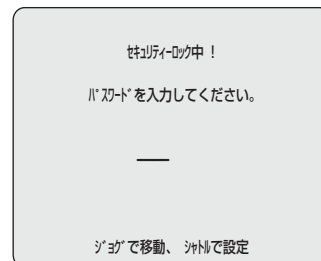 ｾｷｭﾘﾃｨｰﾛｯｸ中！
ﾊﾟｽﾜｰﾄﾞを入力してください。
ｼﾞｮｸﾞで移動、 ｼｬﾄﾙで設定